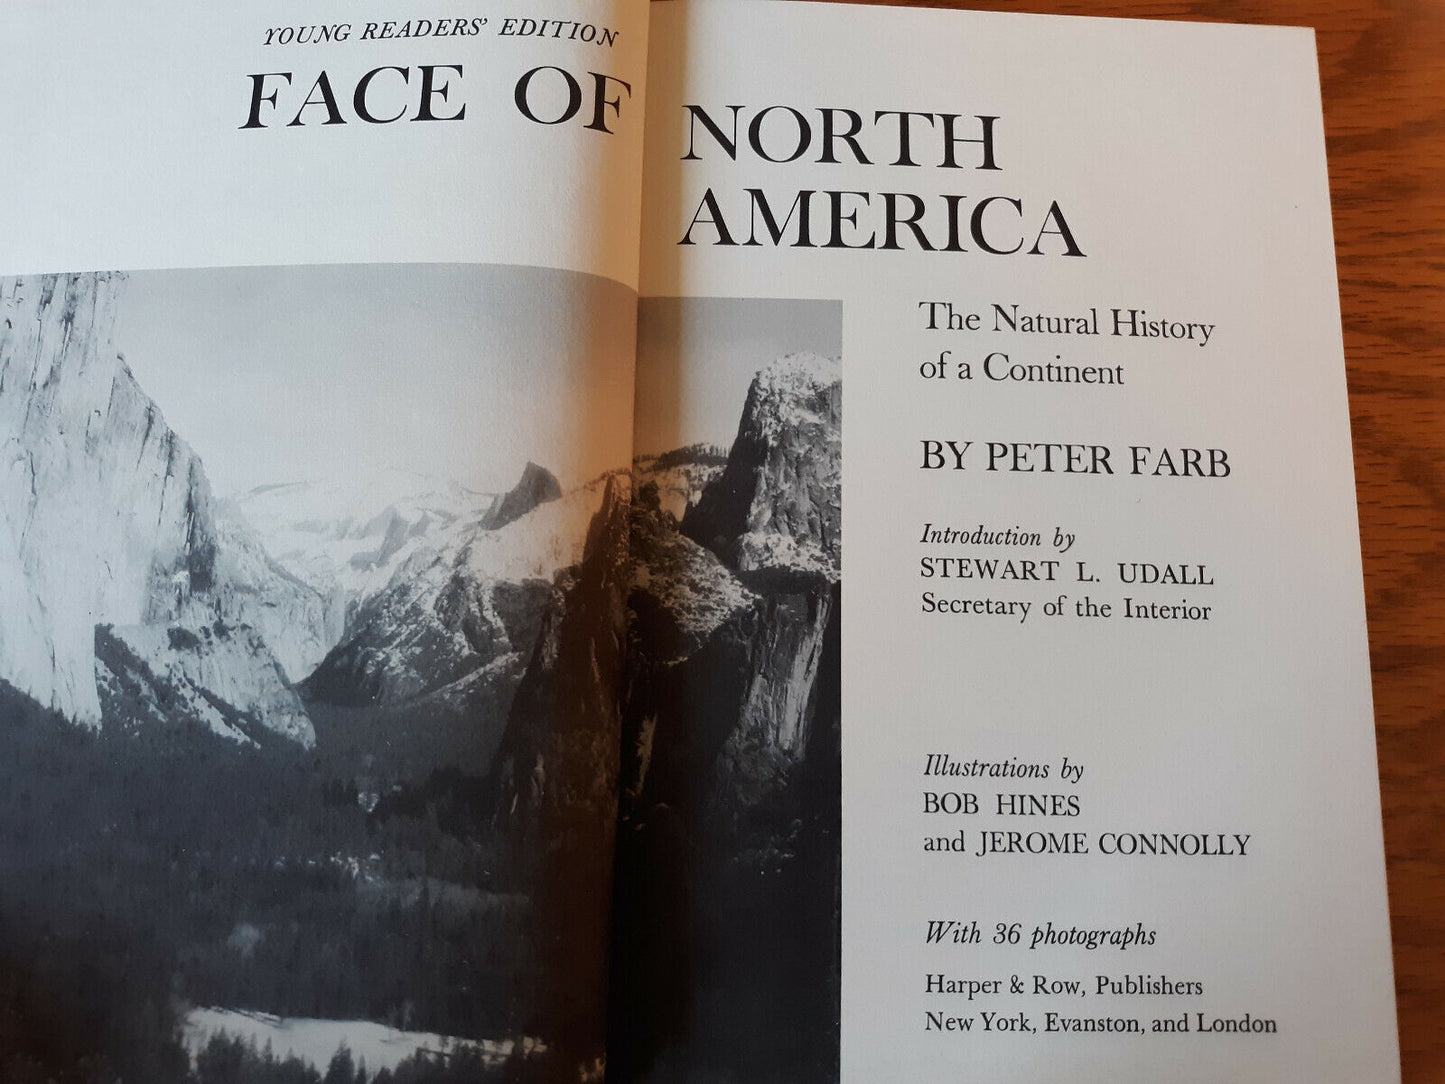 YOUNG READERS' EDITION
FACE OF NORTH
AMERICA
The Natural History
of a Continent
BY PETER FARB
Introduction by
STEWART L. UDALL
Secretary of the Interior
Illustrations by
BOB HINES
and JEROME CONNOLLY
With 36 photographs
Harper & Row, Publishers
New York, Evanston, and London